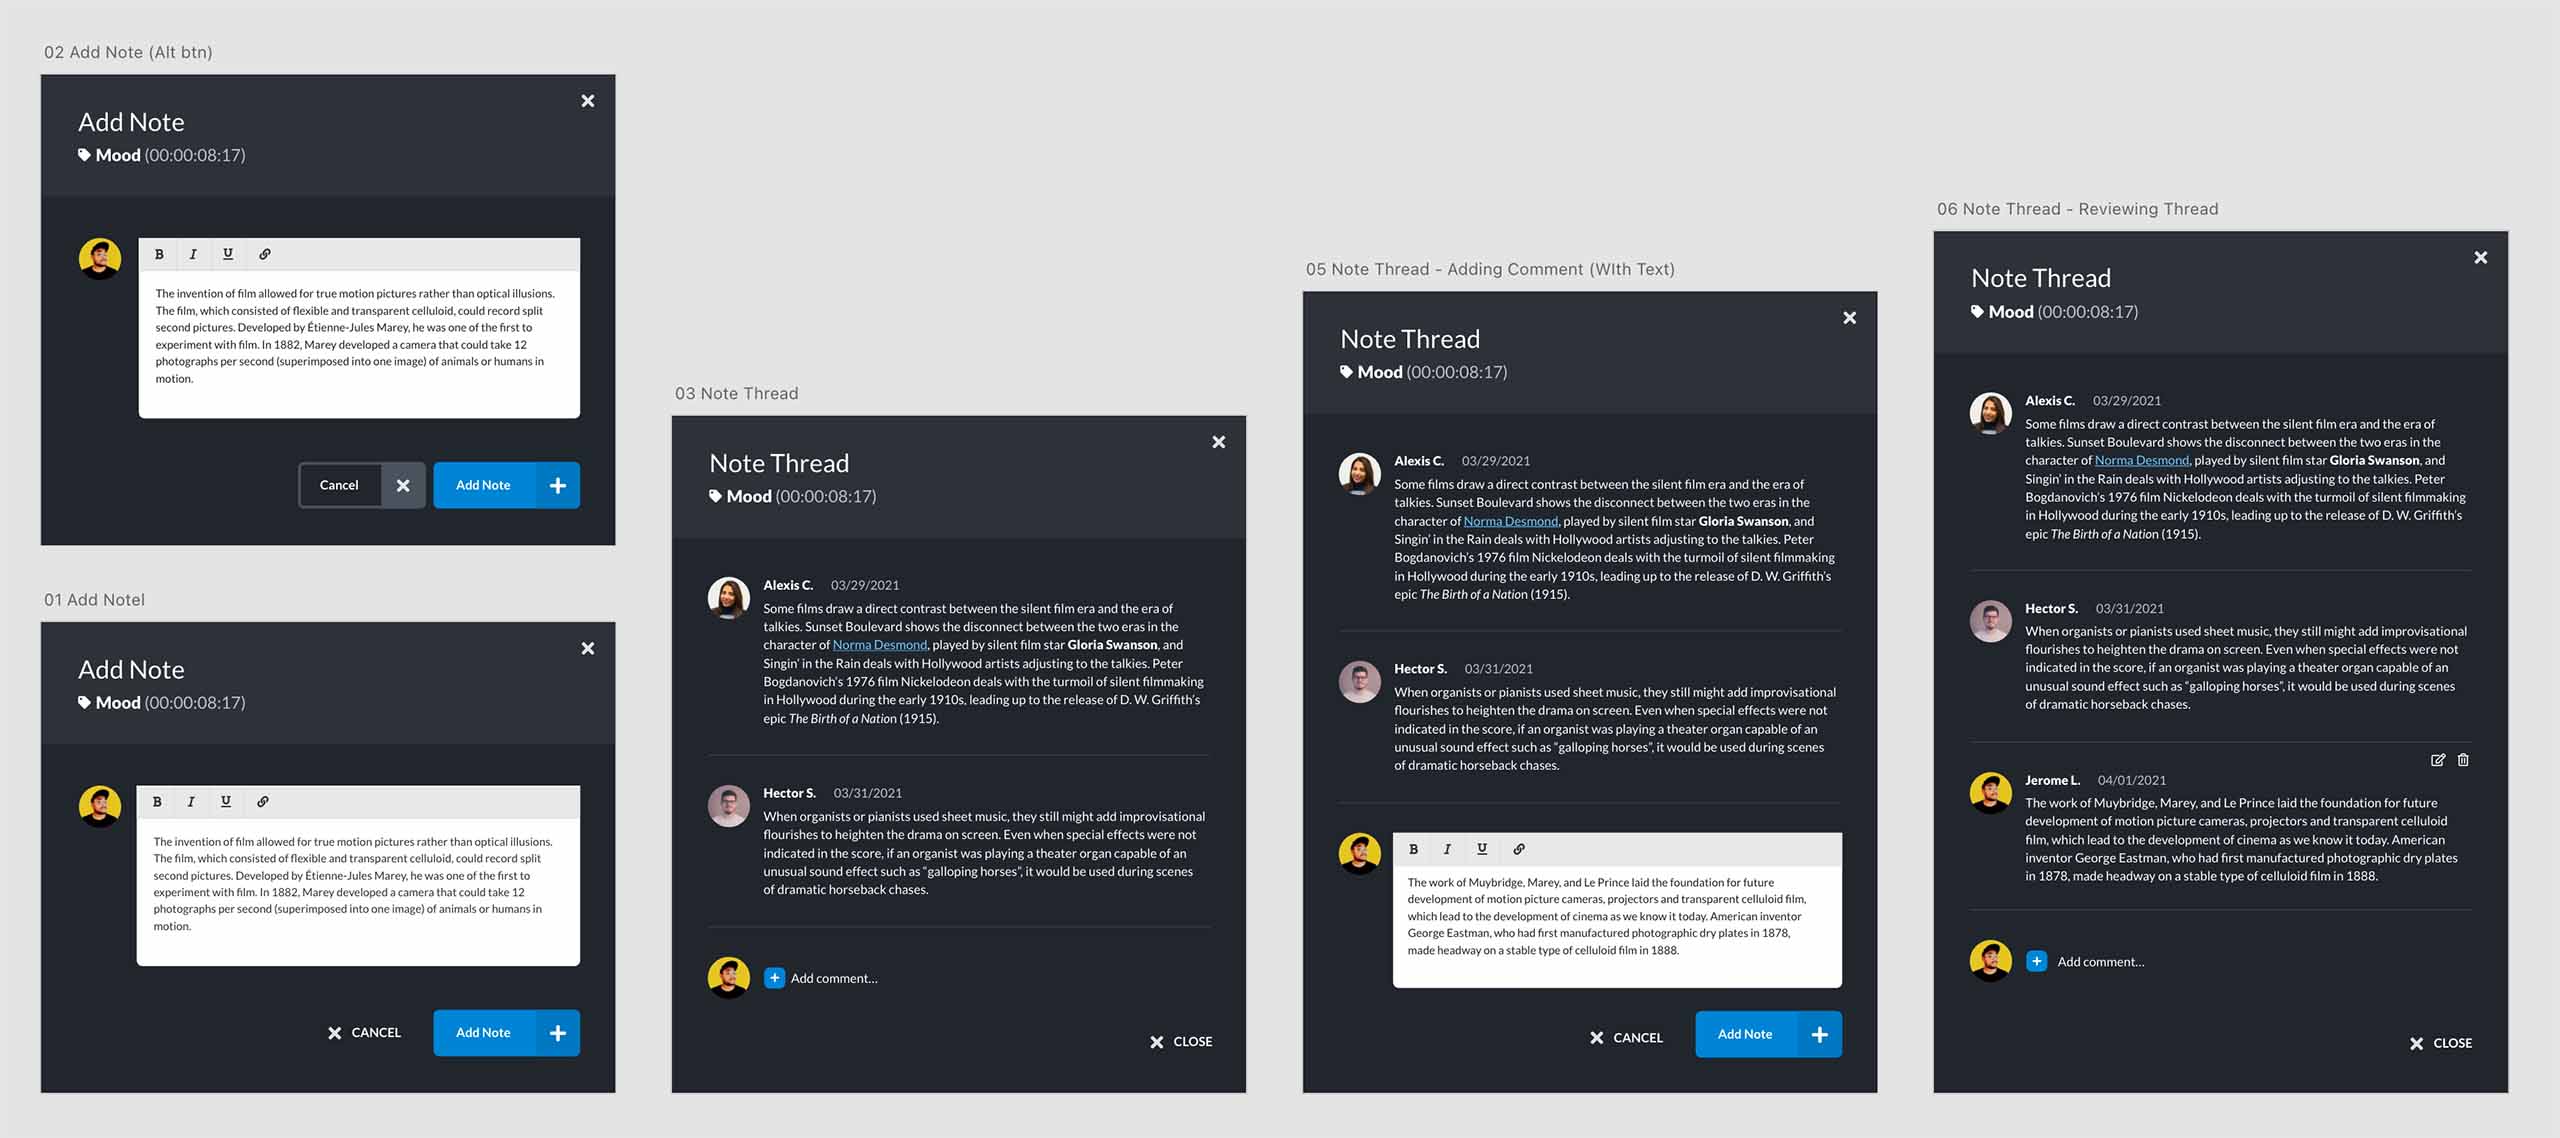 02 Add Note (Alt btn)
Add Note
Mood (00:00:08:17)
B I U
The invention of film allowed for true motion pictures rather than optical illusions.
The film, which consisted of flexible and transparent celluloid, could record split
second pictures. Developed by Étienne-Jules Marey, he was one of the first to
experiment with film. In 1882, Marey developed a camera that could take 12
photographs per second (superimposed into one image) of animals or humans in
motion.
Cancel
Add Note
01 Add Notel
Add Note
Mood (00:00:08:17)
B I U
The invention of film allowed for true motion pictures rather than optical illusions.
The film, which consisted of flexible and transparent celluloid, could record split
second pictures. Developed by Étienne-Jules Marey, he was one of the first to
experiment with film. In 1882, Marey developed a camera that could take 12
photographs per second (superimposed into one image) of animals or humans in
motion.
CANCEL
Add Note
03 Note Thread
Note Thread
Mood (00:00:08:17)
Alexis C. 03/29/2021
Some films draw a direct contrast between the silent film era and the era of
talkies. Sunset Boulevard shows the disconnect between the two eras in the
character of Norma Desmond, played by silent film star Gloria Swanson, and
Singin' in the Rain deals with Hollywood artists adjusting to the talkies. Peter
Bogdanovich's 1976 film Nickelodeon deals with the turmoil of silent filmmaking
in Hollywood during the early 1910s, leading up to the release of D. W. Griffith's
epic The Birth of a Nation (1915).
Hector S. 03/31/2021
When organists or pianists used sheet music, they still might add improvisational
flourishes to heighten the drama on screen. Even when special effects were not
indicated in the score, if an organist was playing a theater organ capable of an
unusual sound effect such as "galloping horses", it would be used during scenes
of dramatic horseback chases.
Add comment...
CLOSE
05 Note Thread - Adding Comment (WIth Text)
Note Thread
Mood (00:00:08:17)
Alexis C. 03/29/2021
Some films draw a direct contrast between the silent film era and the era of
talkies. Sunset Boulevard shows the disconnect between the two eras in the
character of Norma Desmond, played by silent film star Gloria Swanson, and
Singin' in the Rain deals with Hollywood artists adjusting to the talkies. Peter
Bogdanovich's 1976 film Nickelodeon deals with the turmoil of silent filmmaking
in Hollywood during the early 1910s, leading up to the release of D. W. Griffith's
epic The Birth of a Nation (1915).
Hector S. 03/31/2021
When organists or pianists used sheet music, they still might add improvisational
flourishes to heighten the drama on screen. Even when special effects were not
indicated in the score, if an organist was playing a theater organ capable of an
unusual sound effect such as "galloping horses", it would be used during scenes
of dramatic horseback chases.
B I U
The work of Muybridge, Marey, and Le Prince laid the foundation for future
development of motion picture cameras, projectors and transparent celluloid film,
which lead to the development of cinema as we know it today. American inventor
George Eastman, who had first manufactured photographic dry plates in 1878,
made headway on a stable type of celluloid film in 1888.
CANCEL
Add Note
06 Note Thread - Reviewing Thread
Note Thread
Mood (00:00:08:17)
Alexis C. 03/29/2021
Some films draw a direct contrast between the silent film era and the era of
talkies. Sunset Boulevard shows the disconnect between the two eras in the
character of Norma Desmond, played by silent film star Gloria Swanson, and
Singin' in the Rain deals with Hollywood artists adjusting to the talkies. Peter
Bogdanovich's 1976 film Nickelodeon deals with the turmoil of silent filmmaking
in Hollywood during the early 1910s, leading up to the release of D. W. Griffith's
epic The Birth of a Nation (1915).
Hector S. 03/31/2021
When organists or pianists used sheet music, they still might add improvisational
flourishes to heighten the drama on screen. Even when special effects were not
indicated in the score, if an organist was playing a theater organ capable of an
unusual sound effect such as "galloping horses", it would be used during scenes
of dramatic horseback chases.
Jerome L. 04/01/2021
The work of Muybridge, Marey, and Le Prince laid the foundation for future
development of motion picture cameras, projectors and transparent celluloid
film, which lead to the development of cinema as we know it today. American
inventor George Eastman, who had first manufactured photographic dry plates
in 1878, made headway on a stable type of celluloid film in 1888.
Add comment...
CLOSE